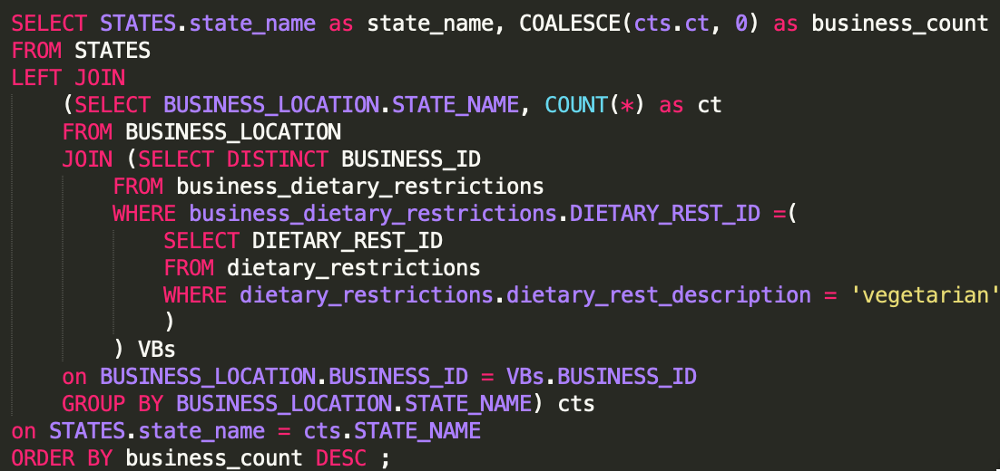 SELECT STATES.state_name as state_name, COALESCE(cts.ct, 0) as business_count
FROM STATES
LEFT JOIN
(SELECT BUSINESS_LOCATION.STATE_NAME, COUNT(*) as ct
FROM BUSINESS_LOCATION
JOIN (SELECT DISTINCT BUSINESS_ID
FROM business_dietary_restrictions
WHERE business_dietary_restrictions.DIETARY_REST_ID =(
SELECT DIETARY_REST_ID
FROM dietary_restrictions
WHERE dietary_restrictions.dietary_rest_description = 'vegetarian'
)
) VBs
on BUSINESS_LOCATION.BUSINESS_ID = VBs.BUSINESS_ID
GROUP BY BUSINESS_LOCATION.STATE_NAME) cts
on STATES.state_name = cts.STATE_NAME
ORDER BY business_count DESC ;